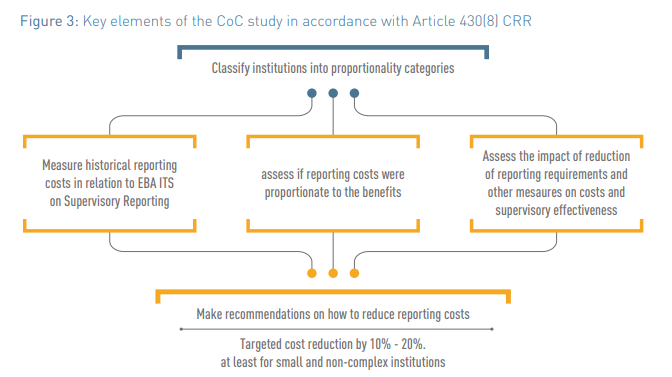 Figure 3: Key elements of the CoC study in accordance with Article 430(8) CRR
Classify institutions into proportionality categories
Measure historical reporting
costs in relation to EBA ITS
on Supervisory Reporting
assess if reporting costs were
proportionate to the benefits
Assess the impact of reduction
of reporting requirements and
other mesaures on costs and
supervisory effectiveness
Make recommendations on how to reduce reporting costs
Targeted cost reduction by 10% - 20%.
at least for small and non-complex institutions